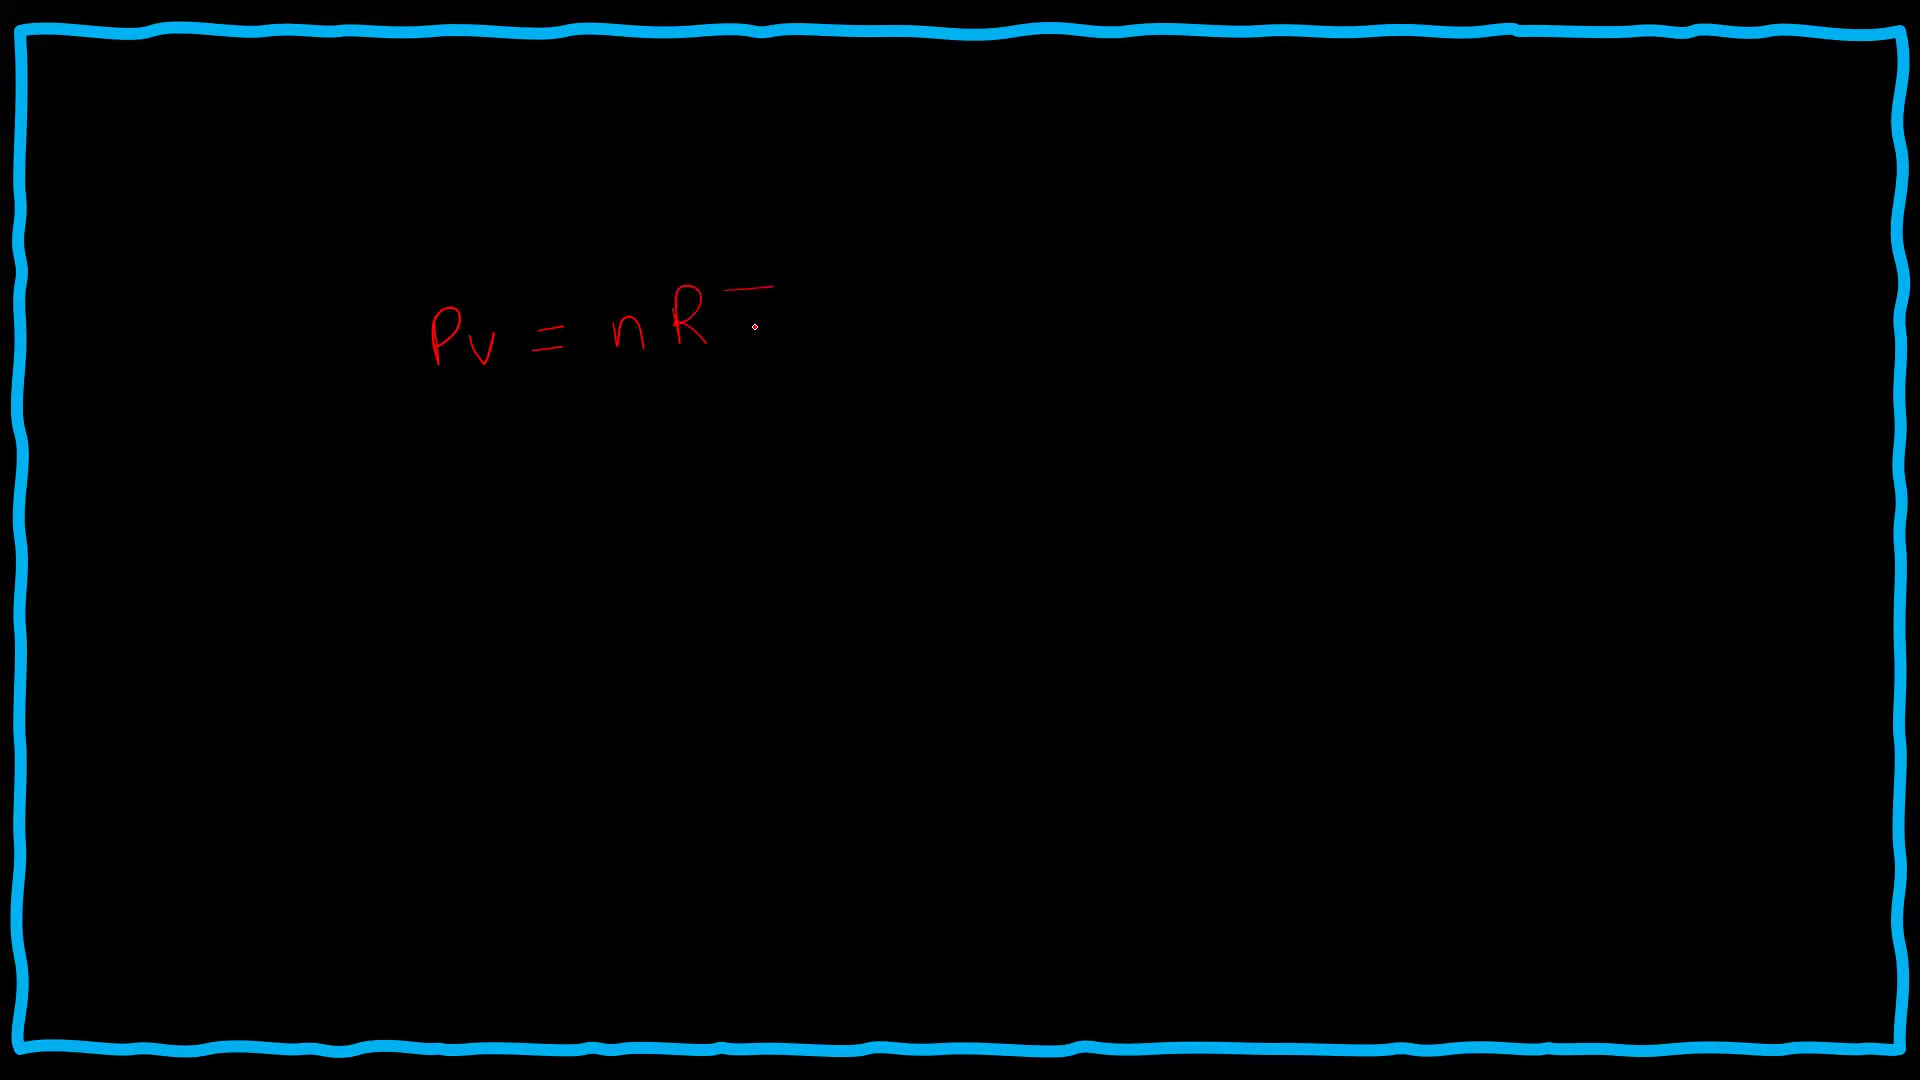 Pv = nR